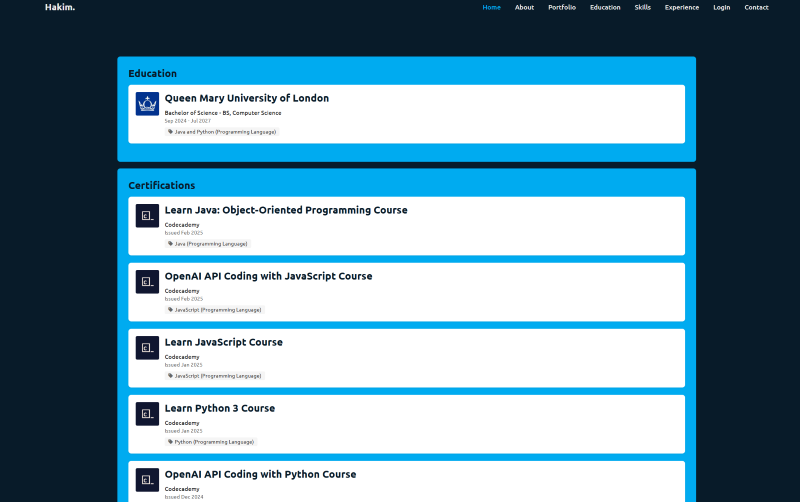 Hakim.
Home About Portfolio Education Skills Experience Login Contact
Education
Queen Mary University of London
Bachelor of Science - BS, Computer Science
Sep 2024 - Jul 2027
Java and Python (Programming Language)
Certifications
Learn Java: Object-Oriented Programming Course
Codecademy
Issued Feb 2025
Java (Programming Language)
OpenAI API Coding with JavaScript Course
Codecademy
Issued Feb 2025
JavaScript (Programming Language)
Learn JavaScript Course
Codecademy
Issued Jan 2025
JavaScript (Programming Language)
Learn Python 3 Course
Codecademy
Issued Jan 2025
Python (Programming Language)
OpenAI API Coding with Python Course
Codecademy
Issued Dec 2024